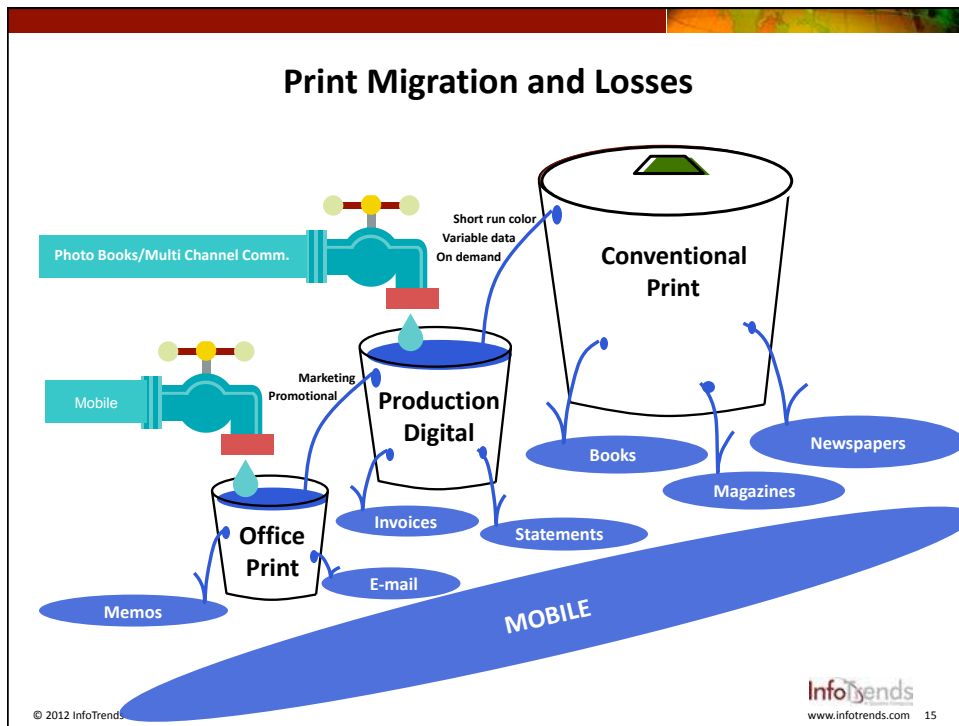 Print Migration and Losses
Short run color
Variable data
On demand
Photo Books/Multi Channel Comm.
Conventional
Print
Mobile
Marketing
Promotional
Production
Digital
Newspapers
Books
Magazines
Invoices
Statements
Office
Print
E-mail
Memos
MOBILE
InfoTrends
© 2012 InfoTrends
www.infotrends.com 15